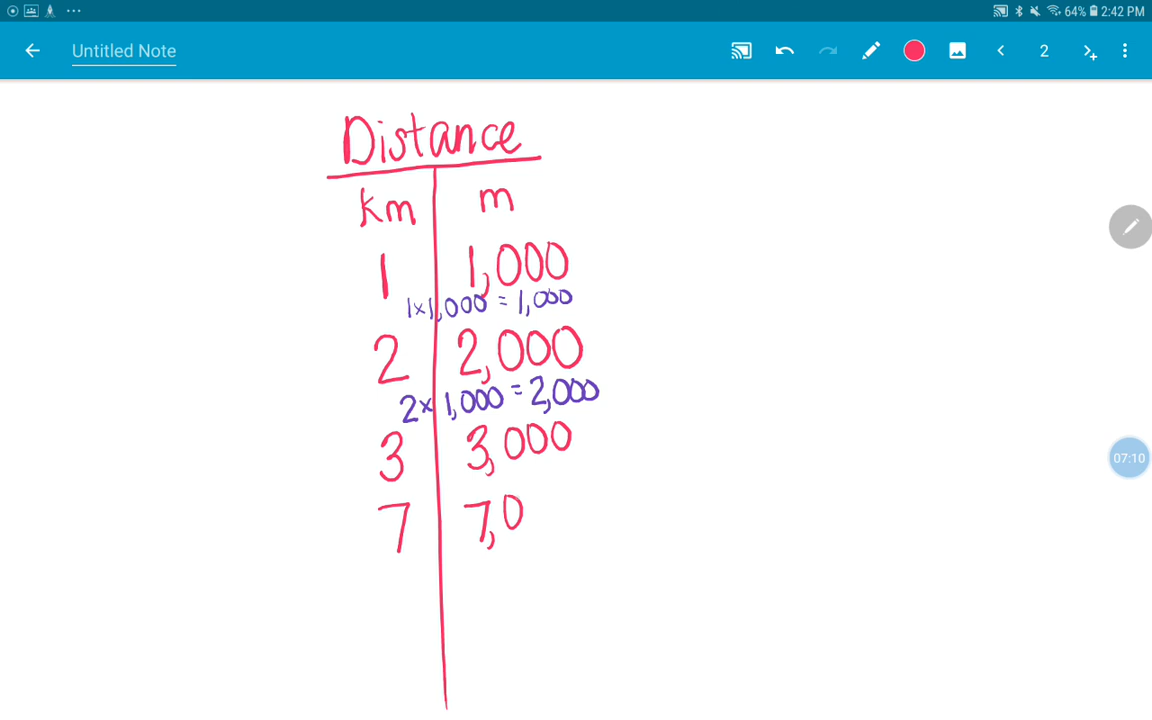 64% 2:42 PM
Untitled Note
2
Distance
km m
1 1,000
1×1,000 = 1,000
2 2,000
2× 1,000 = 2,000
3 3,000
7 7,0
07:10